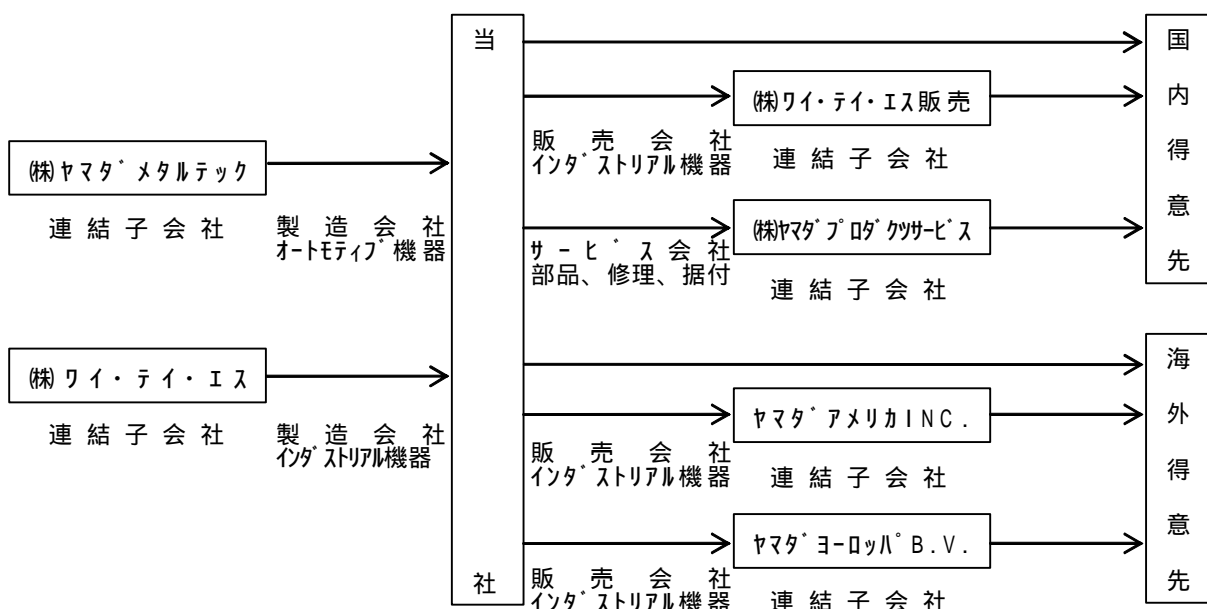 当社
国内得意先
㈱ワイ・テイ・エス販売
販売会社
インダストリアル機器
連結子会社
㈱ヤマダメタルテック
連結子会社
製造会社
オートモティブ機器
㈱ヤマダプロダクツサービス
サービス会社
部品、修理、据付
連結子会社
海外得意先
㈱ワイ・テイ・エス
連結子会社
製造会社
インダストリアル機器
ヤマダアメリカINC.
販売会社
インダストリアル機器
連結子会社
ヤマダヨーロッパB.V.
販売会社
インダストリアル機器
連結子会社